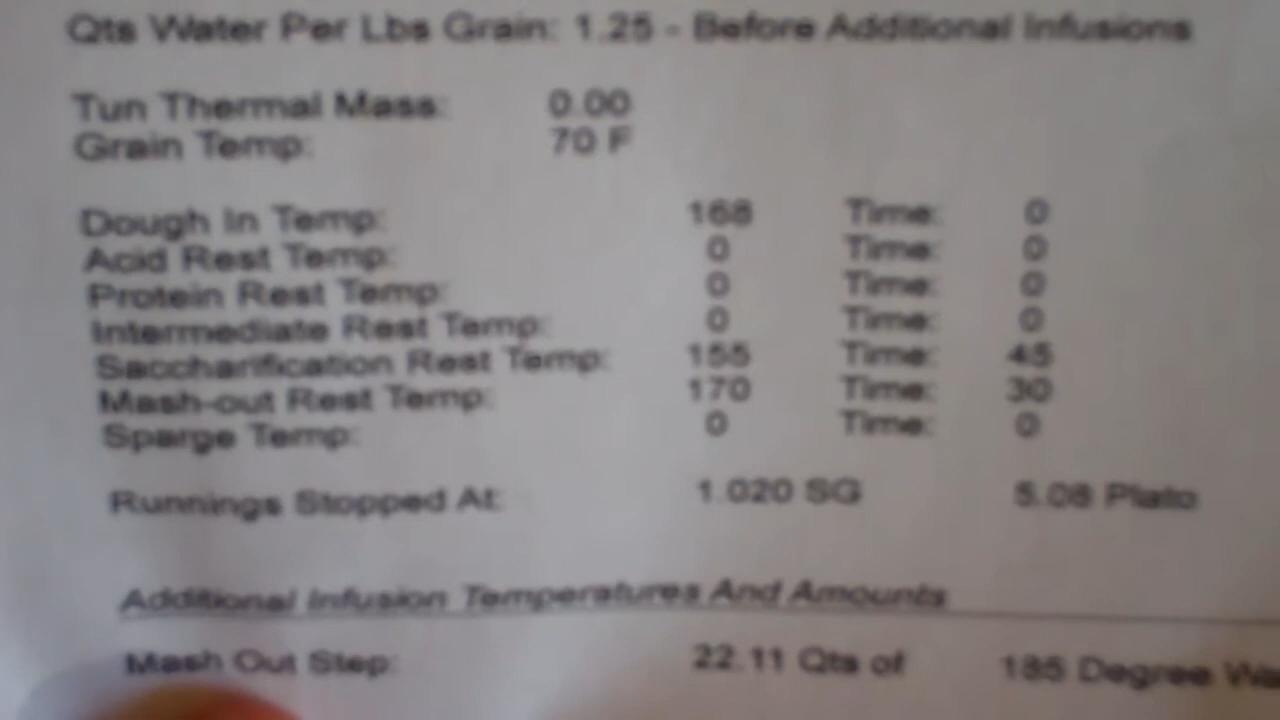 Qts Water Per Lbs Grain: 1.25 - Before Additional Infusions
Tun Thermal Mass: 0.00
Grain Temp: 70 F
Dough In Temp: 168 Time: 0
Acid Rest Temp: 0 Time: 0
Protein Rest Temp: 0 Time: 0
Intermediate Rest Temp: 0 Time: 0
Saccharification Rest Temp: 155 Time: 45
Mash-out Rest Temp: 170 Time: 30
Sparge Temp: 0 Time: 0
Runnings Stopped At: 1.020 SG 5.08 Plato
Additional Infusion Temperatures And Amounts
Mash Out Step: 22.11 Qts of 185 Degree Wa